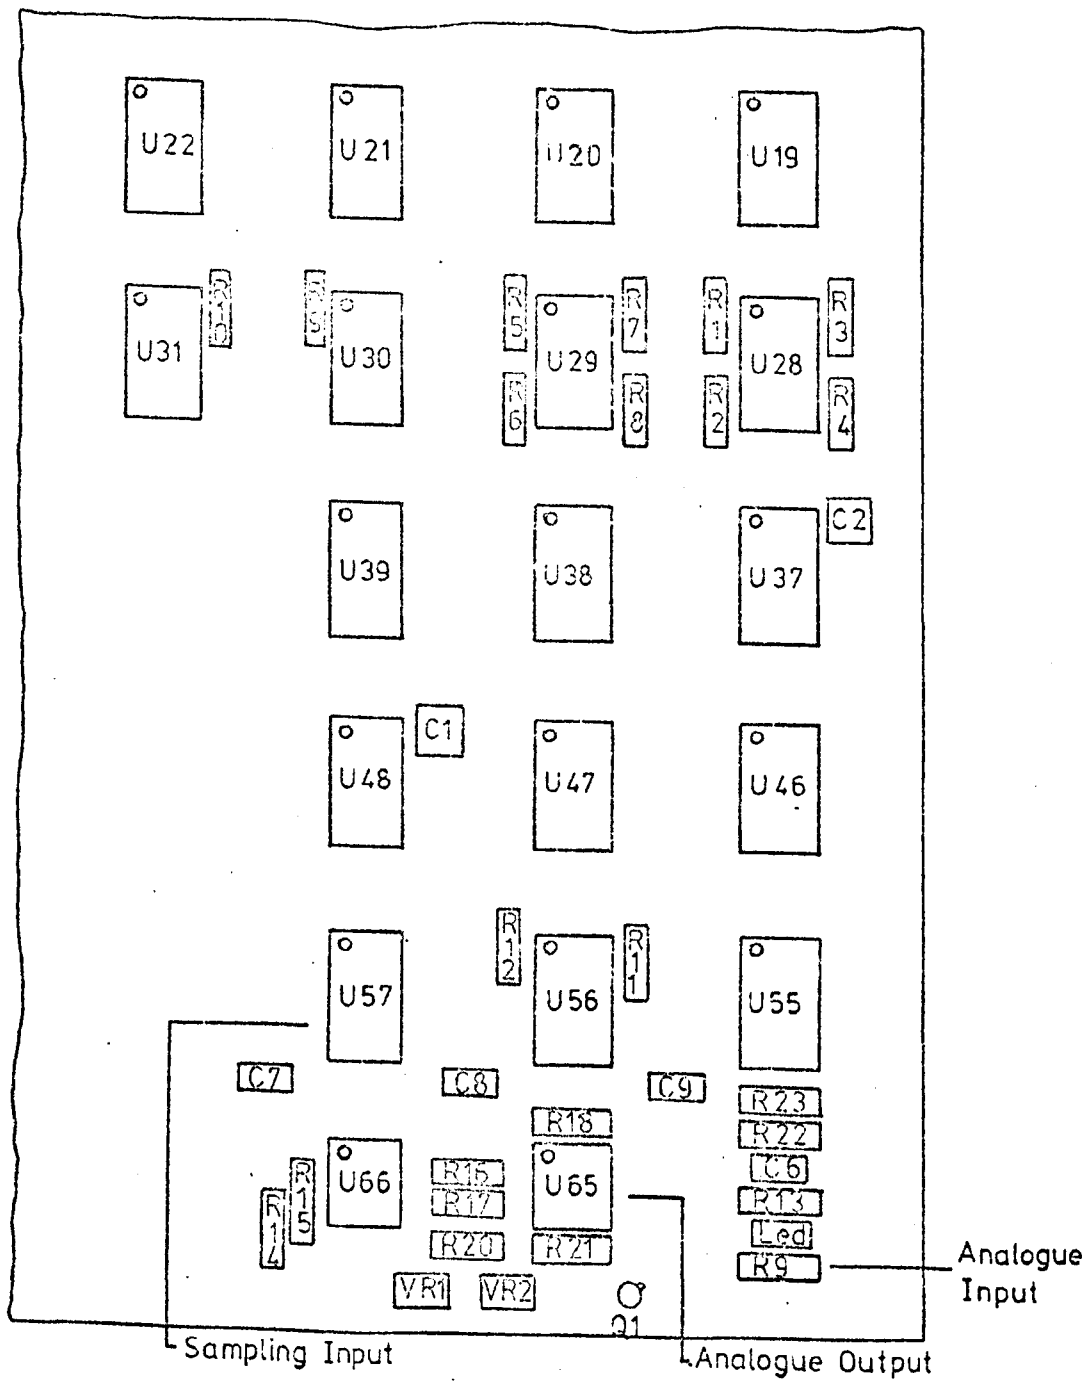 U22
U21
U20
U19
U31
R10
R9
U30
R5
R6
U29
R7
R8
R1
R2
U28
R3
R4
U39
U38
U37
C2
U48
C1
U47
U46
U57
R12
U56
R11
U55
C7
C8
C9
R23
R18
R22
U66
R15
R14
R16
R17
U65
C6
R13
R20
R21
Led
R9
VR1
VR2
Q1
Analogue
Input
Sampling Input
Analogue Output